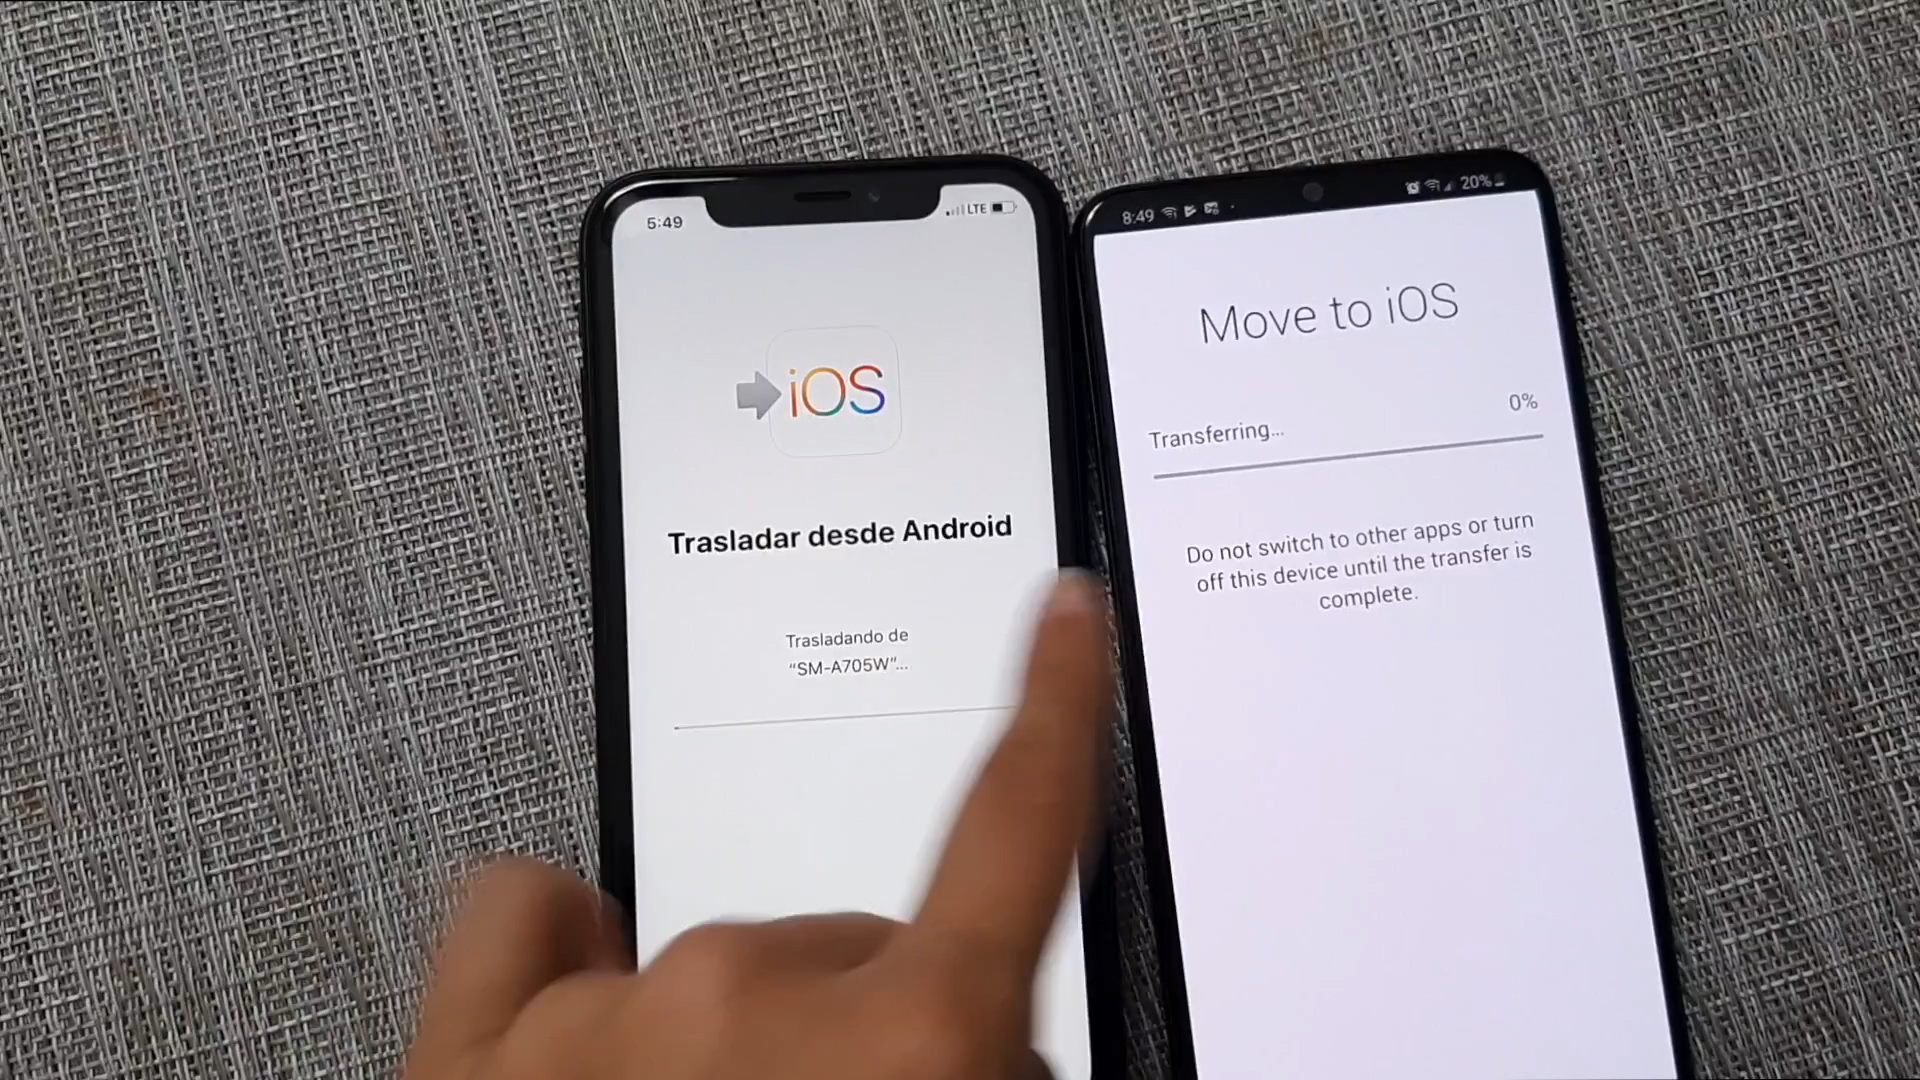 5:49
LTE
iOS
Trasladar desde Android
Trasladando de
“SM-A705W”...
8:49
20%
Move to iOS
Transferring...
0%
Do not switch to other apps or turn
off this device until the transfer is
complete.